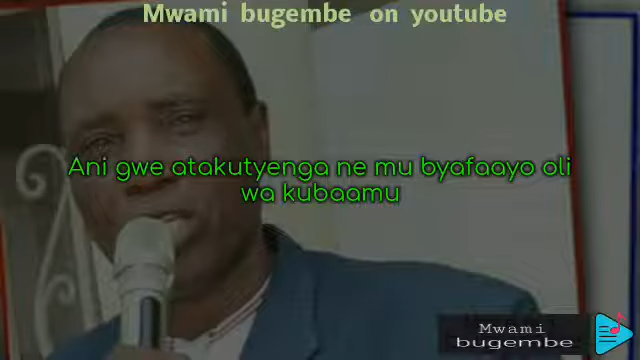 Mwami bugembe on youtube
Ani gwe atakutyenga ne mu byafaayo oli
wa kubaamu
Mwami
bugembe